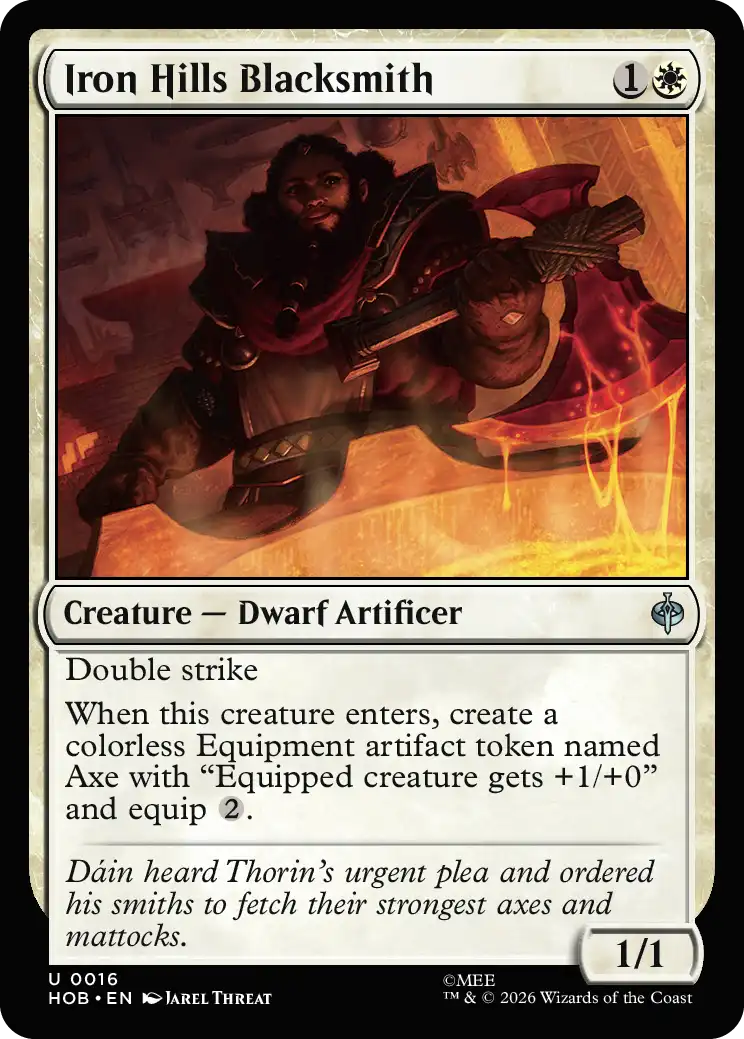 Iron Hills Blacksmith 1
Creature — Dwarf Artificer
Double strike
When this creature enters, create a
colorless Equipment artifact token named
Axe with “Equipped creature gets +1/+0”
and equip 2.
Dáin heard Thorin’s urgent plea and ordered
his smiths to fetch their strongest axes and
mattocks.
1/1
U 0016
HOB • EN Jarel Threat
©MEE
™ & © 2026 Wizards of the Coast